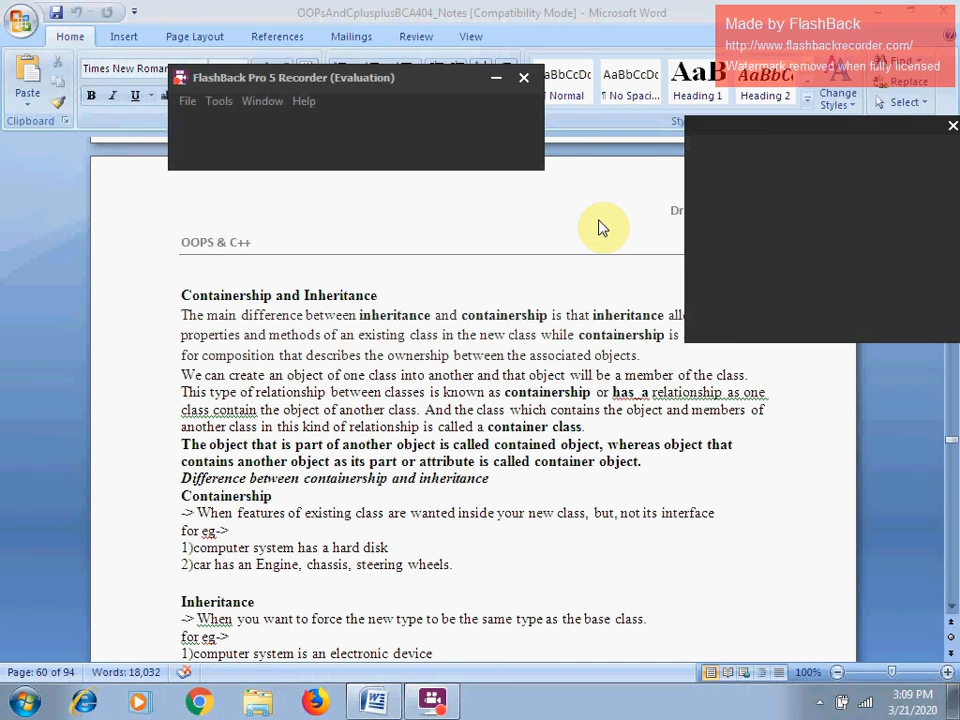 OOPsAndCplusplusBCA404_Notes [Compatibility Mode] - Microsoft Word
Made by FlashBack
http://www.flashbackrecorder.com/
Watermark removed when fully licensed
Home Insert Page Layout References Mailings Review View
Paste
Clipboard
Times New Roman
B I U
FlashBack Pro 5 Recorder (Evaluation)
File Tools Window Help
AaBbCcDc AaBbCcDc AaB AaBbC
¶ Normal ¶ No Spaci... Heading 1 Heading 2
Change
Styles
Find
Replace
Select
OOPS & C++
Dr
Containership and Inheritance
The main difference between inheritance and containership is that inheritance
properties and methods of an existing class in the new class while containership is
for composition that describes the ownership between the associated objects.
We can create an object of one class into another and that object will be a member of the class.
This type of relationship between classes is known as containership or has_a relationship as one
class contain the object of another class. And the class which contains the object and members of
another class in this kind of relationship is called a container class.
The object that is part of another object is called contained object, whereas object that
contains another object as its part or attribute is called container object.
Difference between containership and inheritance
Containership
-> When features of existing class are wanted inside your new class, but, not its interface
for eg->
1)computer system has a hard disk
2)car has an Engine, chassis, steering wheels.
Inheritance
-> When you want to force the new type to be the same type as the base class.
for eg->
1)computer system is an electronic device
Page: 60 of 94 Words: 18,032 100%
3:09 PM
3/21/2020